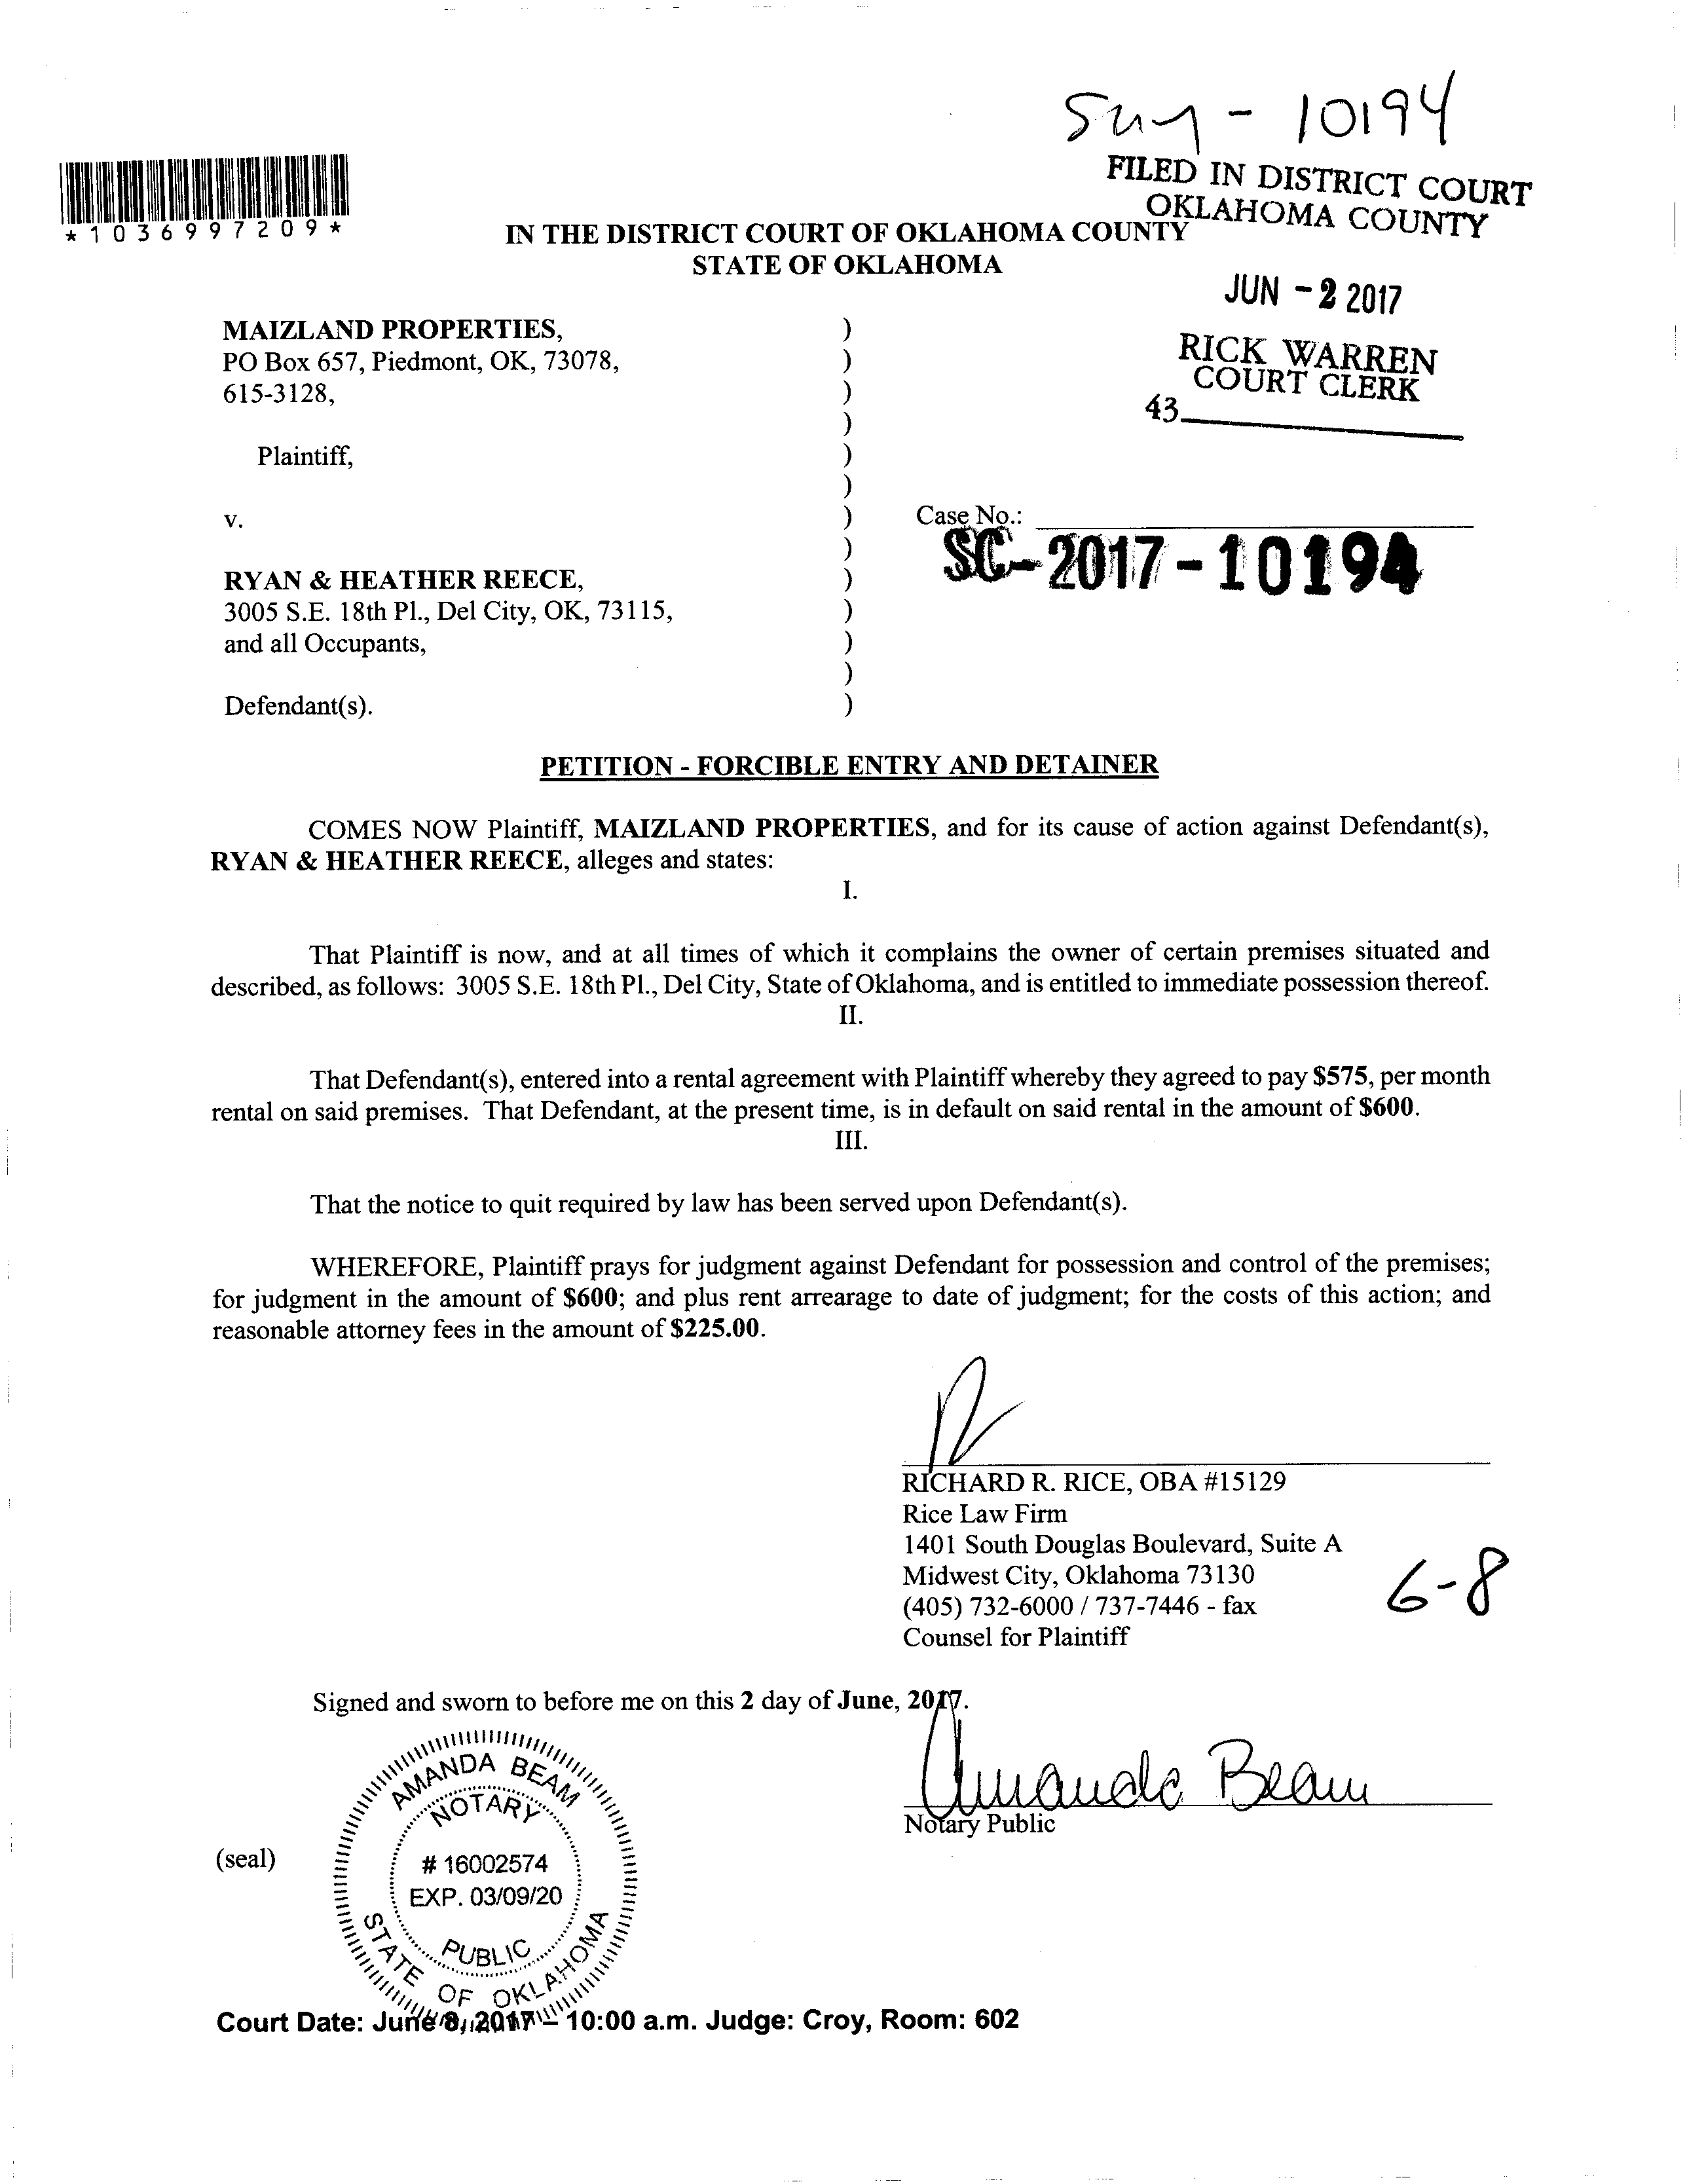 10194
FILED IN DISTRICT COURT
OKLAHOMA COUNTY
*1036997209*
IN THE DISTRICT COURT OF OKLAHOMA COUNTY
STATE OF OKLAHOMA
JUN - 2 2017
RICK WARREN
COURT CLERK
43
MAIZLAND PROPERTIES, )
PO Box 657, Piedmont, OK, 73078, )
615-3128, )
)
Plaintiff, )
)
v. )
)
RYAN & HEATHER REECE, )
3005 S.E. 18th Pl., Del City, OK, 73115, )
and all Occupants, )
)
Defendant(s). )
Case No.:
SC-2017-10194
PETITION - FORCIBLE ENTRY AND DETAINER
COMES NOW Plaintiff, MAIZLAND PROPERTIES, and for its cause of action against Defendant(s),
RYAN & HEATHER REECE, alleges and states:
I.
That Plaintiff is now, and at all times of which it complains the owner of certain premises situated and
described, as follows: 3005 S.E. 18th Pl., Del City, State of Oklahoma, and is entitled to immediate possession thereof.
II.
That Defendant(s), entered into a rental agreement with Plaintiff whereby they agreed to pay $575, per month
rental on said premises. That Defendant, at the present time, is in default on said rental in the amount of $600.
III.
That the notice to quit required by law has been served upon Defendant(s).
WHEREFORE, Plaintiff prays for judgment against Defendant for possession and control of the premises;
for judgment in the amount of $600; and plus rent arrearage to date of judgment; for the costs of this action; and
reasonable attorney fees in the amount of $225.00.
RICHARD R. RICE, OBA #15129
Rice Law Firm
1401 South Douglas Boulevard, Suite A
Midwest City, Oklahoma 73130
(405) 732-6000 / 737-7446 - fax
Counsel for Plaintiff
6-8
Signed and sworn to before me on this 2 day of June, 2017.
Amanda Beam
Notary Public
(seal)
AMANDA BEAM
NOTARY
# 16002574
EXP. 03/09/20
PUBLIC
STATE OF OKLAHOMA
Court Date: June 8, 2017 - 10:00 a.m. Judge: Croy, Room: 602